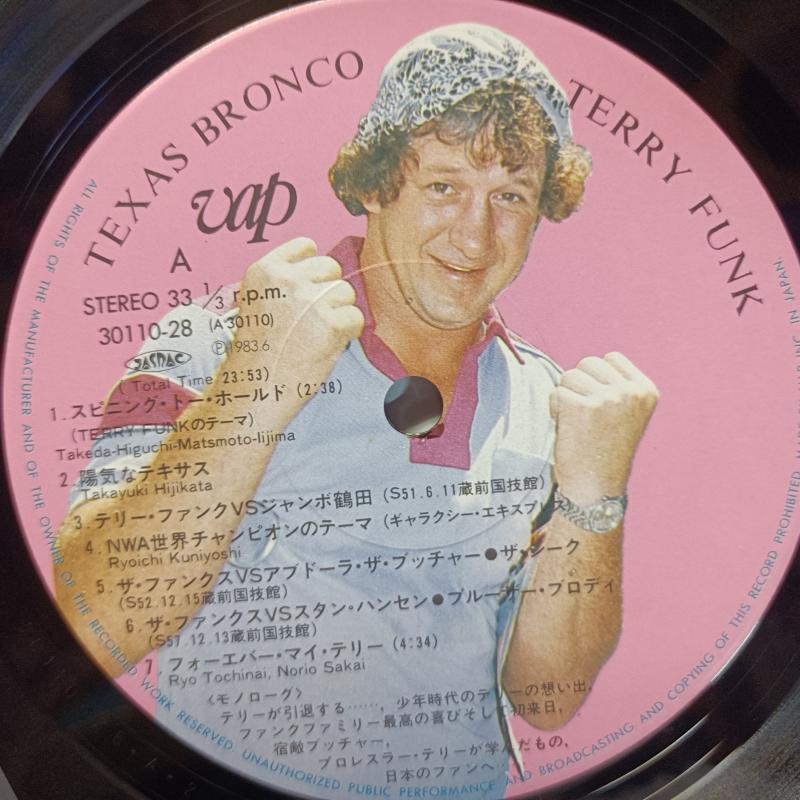 TEXAS BRONCO TERRY FUNK
vap
A
STEREO 33 1/3 r.p.m.
30110-28 (A30110)
Ⓟ1983.6
JASRAC
(Total Time 23:53)
1.スピニング・トー・ホールド (2:38)
(TERRY FUNKのテーマ)
Takeda-Higuchi-Matsmoto-Iijima
2.陽気なテキサス
Takayuki Hijikata
3.テリー・ファンクVSジャンボ鶴田 (S51.6.11蔵前国技館)
4.NWA世界チャンピオンのテーマ (ギャラクシー・エキスプレス
Ryoichi Kuniyoshi
5.ザ・ファンクスVSアブドーラ・ザ・ブッチャー●ザ・シーク
(S52.12.15蔵前国技館)
6.ザ・ファンクスVSスタン・ハンセン●ブルーザー・ブロディ
(S57.12.13蔵前国技館)
7.フォーエバー・マイ・テリー (4:34)
Ryo Tochinai, Norio Sakai
〈モノローグ〉
テリーが引退する……, 少年時代のテリーの想い出,
ファンクファミリー最高の喜びそして初来日,
宿敵ブッチャー,
プロレスラー・テリーが学んだもの,
日本のファンへ…
ALL RIGHTS OF THE MANUFACTURER AND OF THE OWNER OF THE RECORDED WORK RESERVED. UNAUTHORIZED PUBLIC PERFORMANCE AND BROADCASTING AND COPYING OF THIS RECORD PROHIBITED. INC. IN JAPAN.